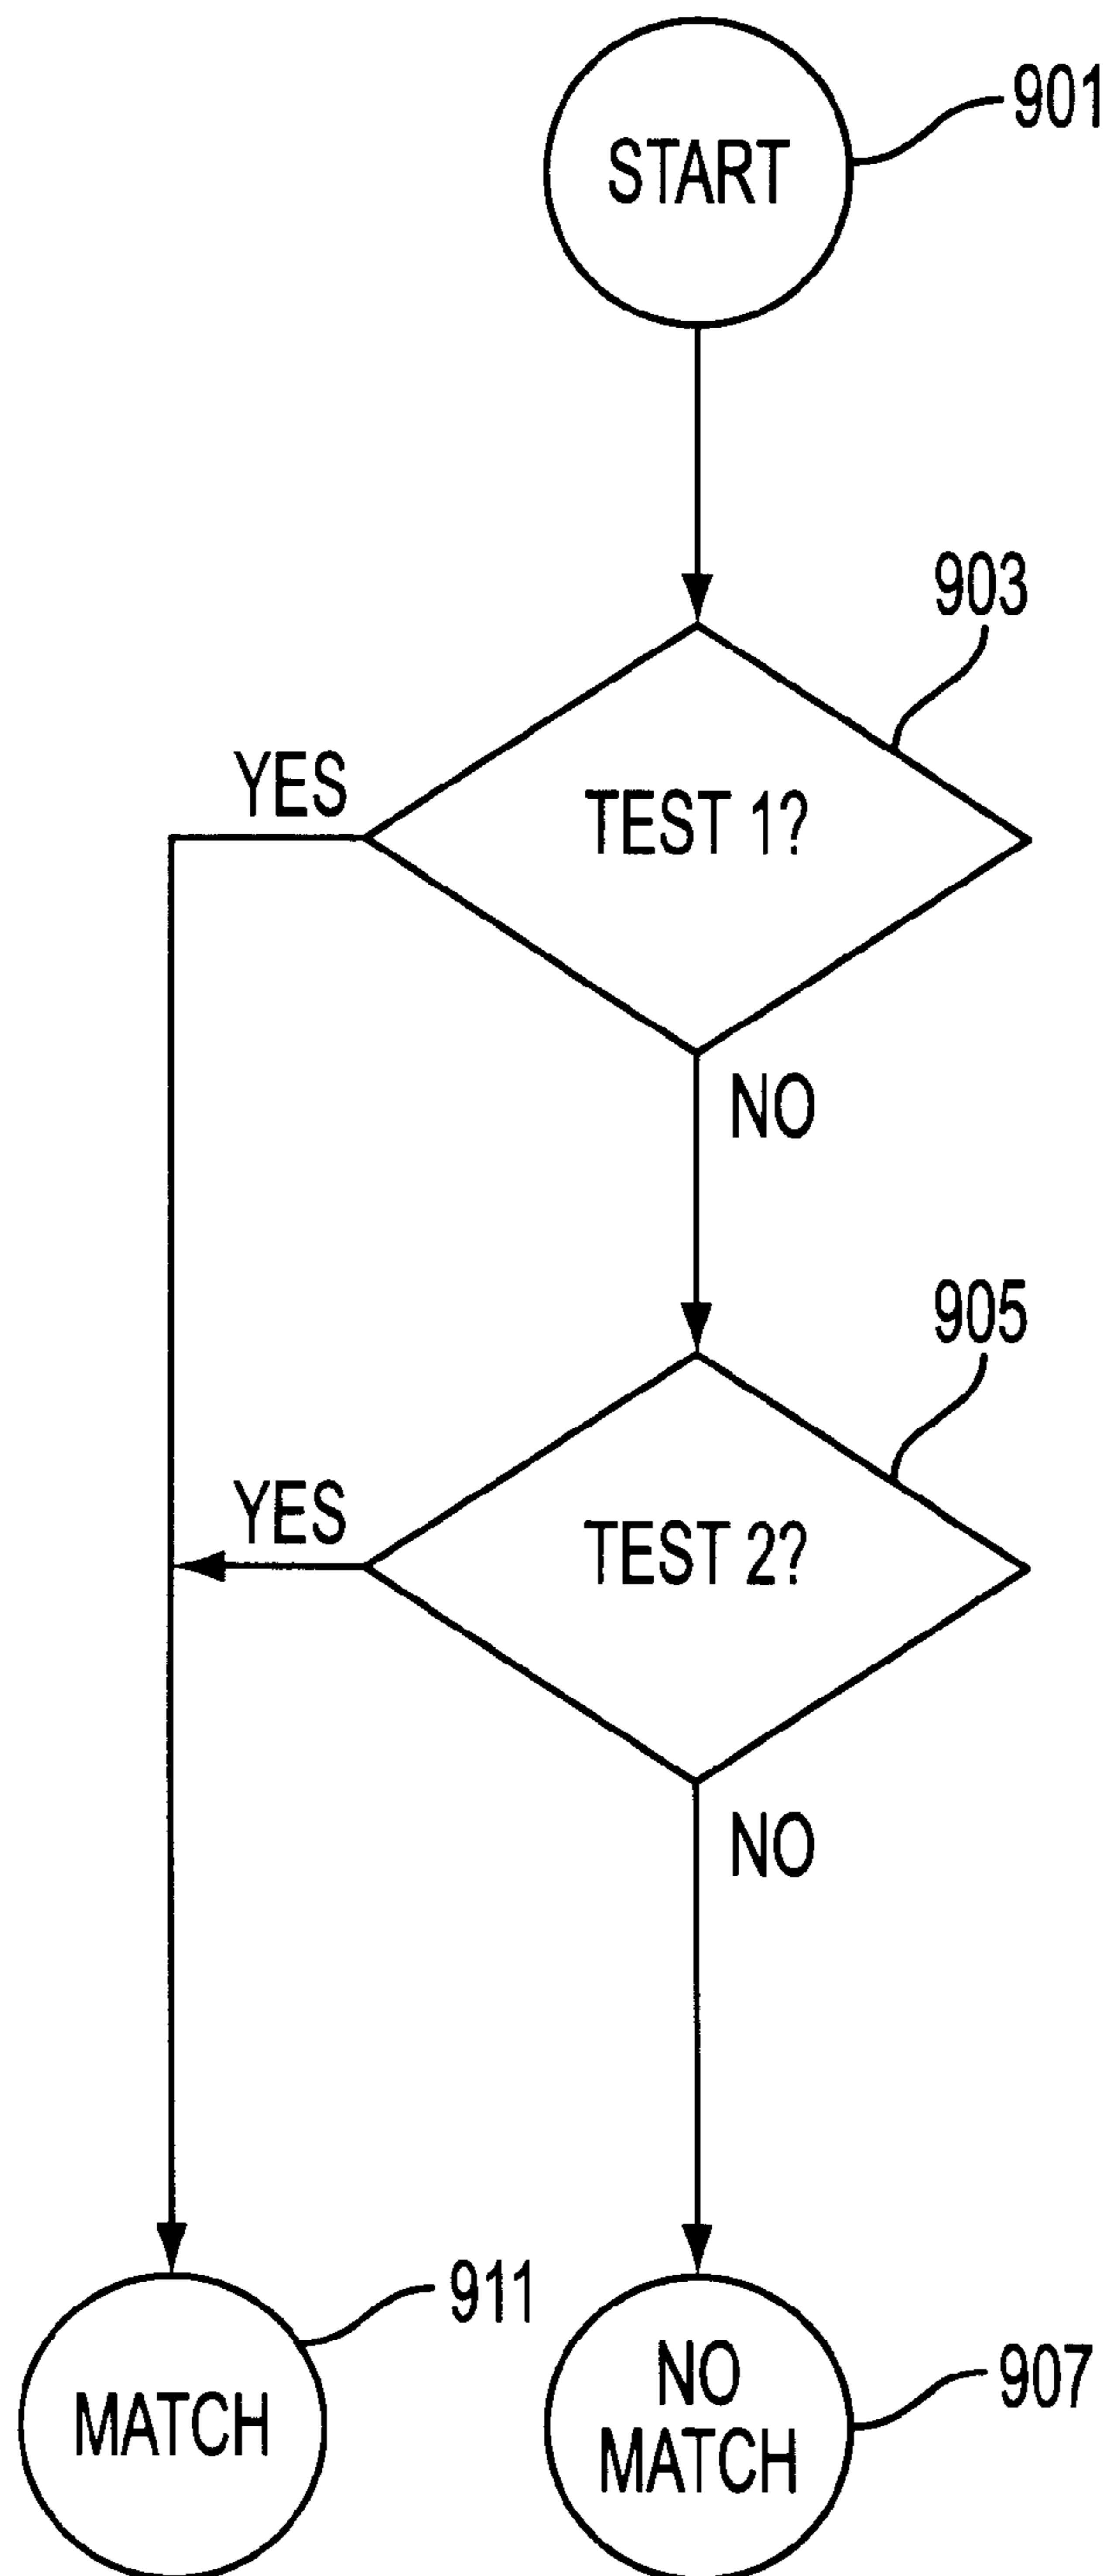 START
901
903
YES
TEST 1?
NO
905
YES
TEST 2?
NO
911
MATCH
NO
MATCH
907